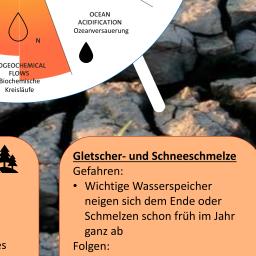 OCEAN
ACIDIFICATION
Ozeanversauerung
N
OGEOCHEMICAL
FLOWS
Biochemische
Kreisläufe
Gletscher- und Schneeschmelze
Gefahren:
• Wichtige Wasserspeicher
neigen sich dem Ende oder
Schmelzen schon früh im Jahr
ganz ab
Folgen:
es